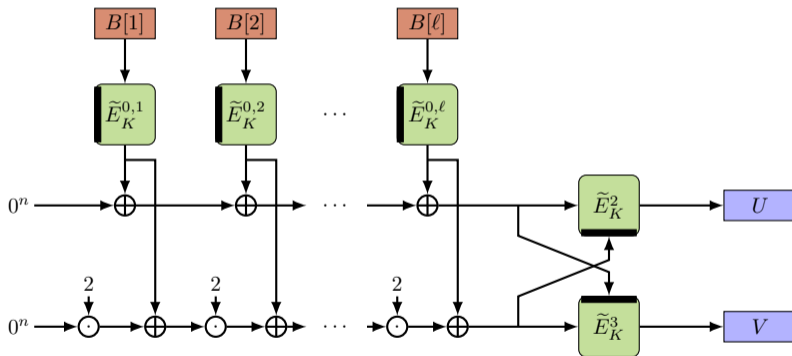 B[1] B[2] B[ℓ]
Ẽ_K^{0,1} Ẽ_K^{0,2} ··· Ẽ_K^{0,ℓ}
0^n ··· Ẽ_K^2 U
2 2 2
0^n ··· Ẽ_K^3 V